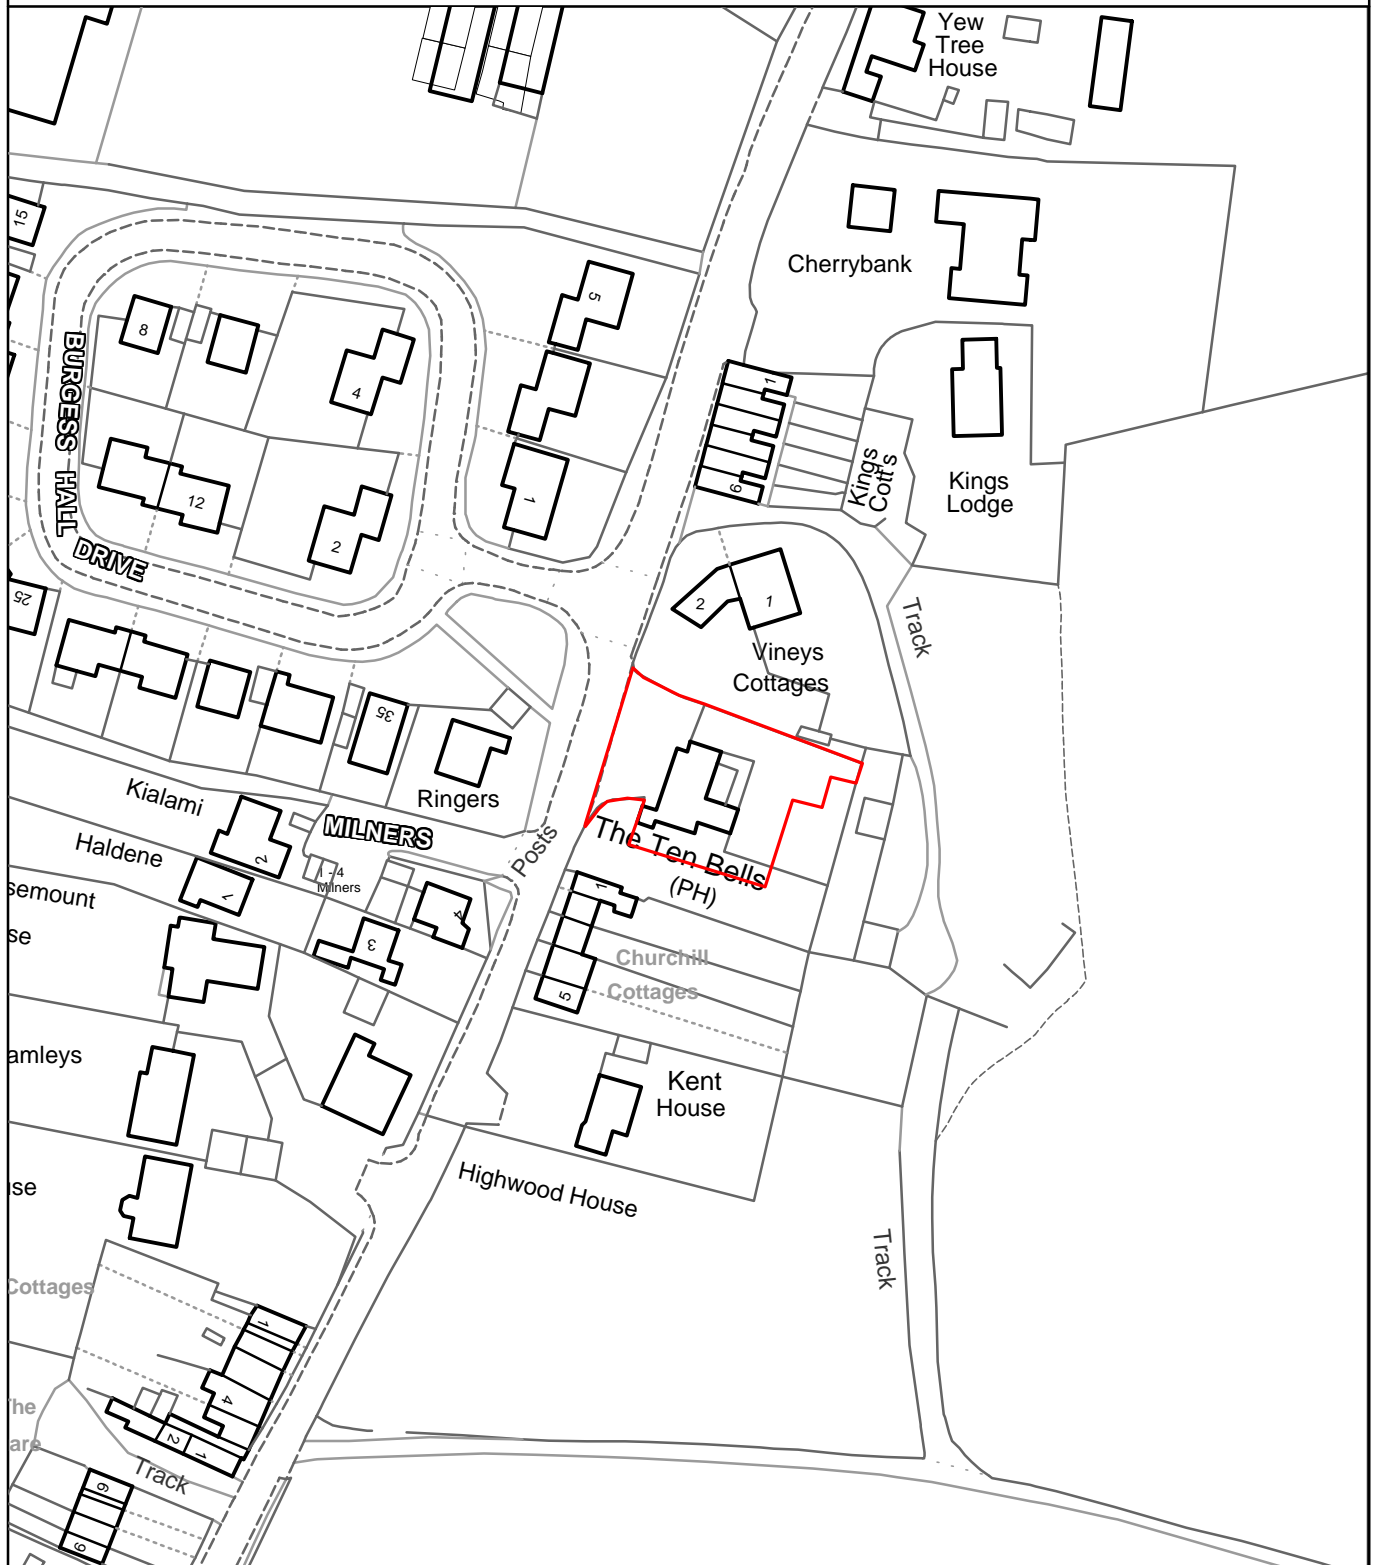 Yew
Tree
House
15
Cherrybank
5
8
BURGESS HALL DRIVE
4
1
12
6
Kings
Cott's
Kings
Lodge
1
2
2
1
Track
25
Vineys
Cottages
35
Kialami
Ringers
MILNERS
Haldene
2
Posts
The Ten Bells
(PH)
1 - 4
Milners
7
semount
se
4
3
1
Churchill
Cottages
5
amleys
Kent
House
use
Highwood House
Track
Cottages
1
4
he
are
2
1
Track
6
9